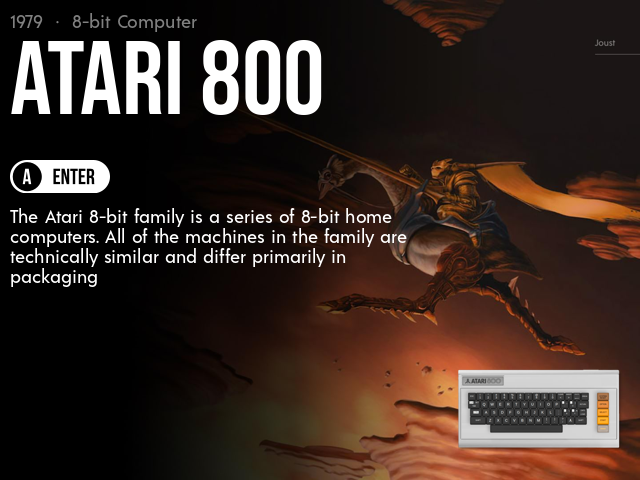 1979 · 8-bit Computer
ATARI 800
Joust
A ENTER
The Atari 8-bit family is a series of 8-bit home
computers. All of the machines in the family are
technically similar and differ primarily in
packaging
ATARI 800